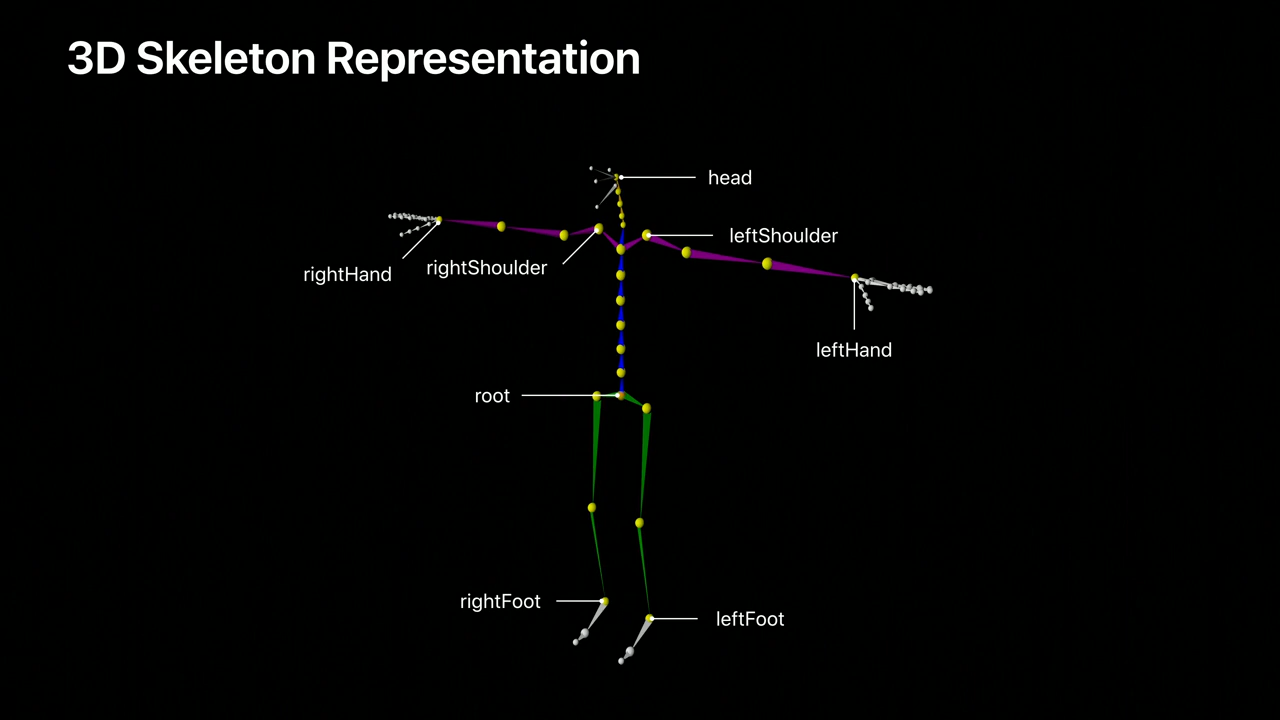 3D Skeleton Representation
head
leftShoulder
rightShoulder
rightHand
leftHand
root
rightFoot
leftFoot